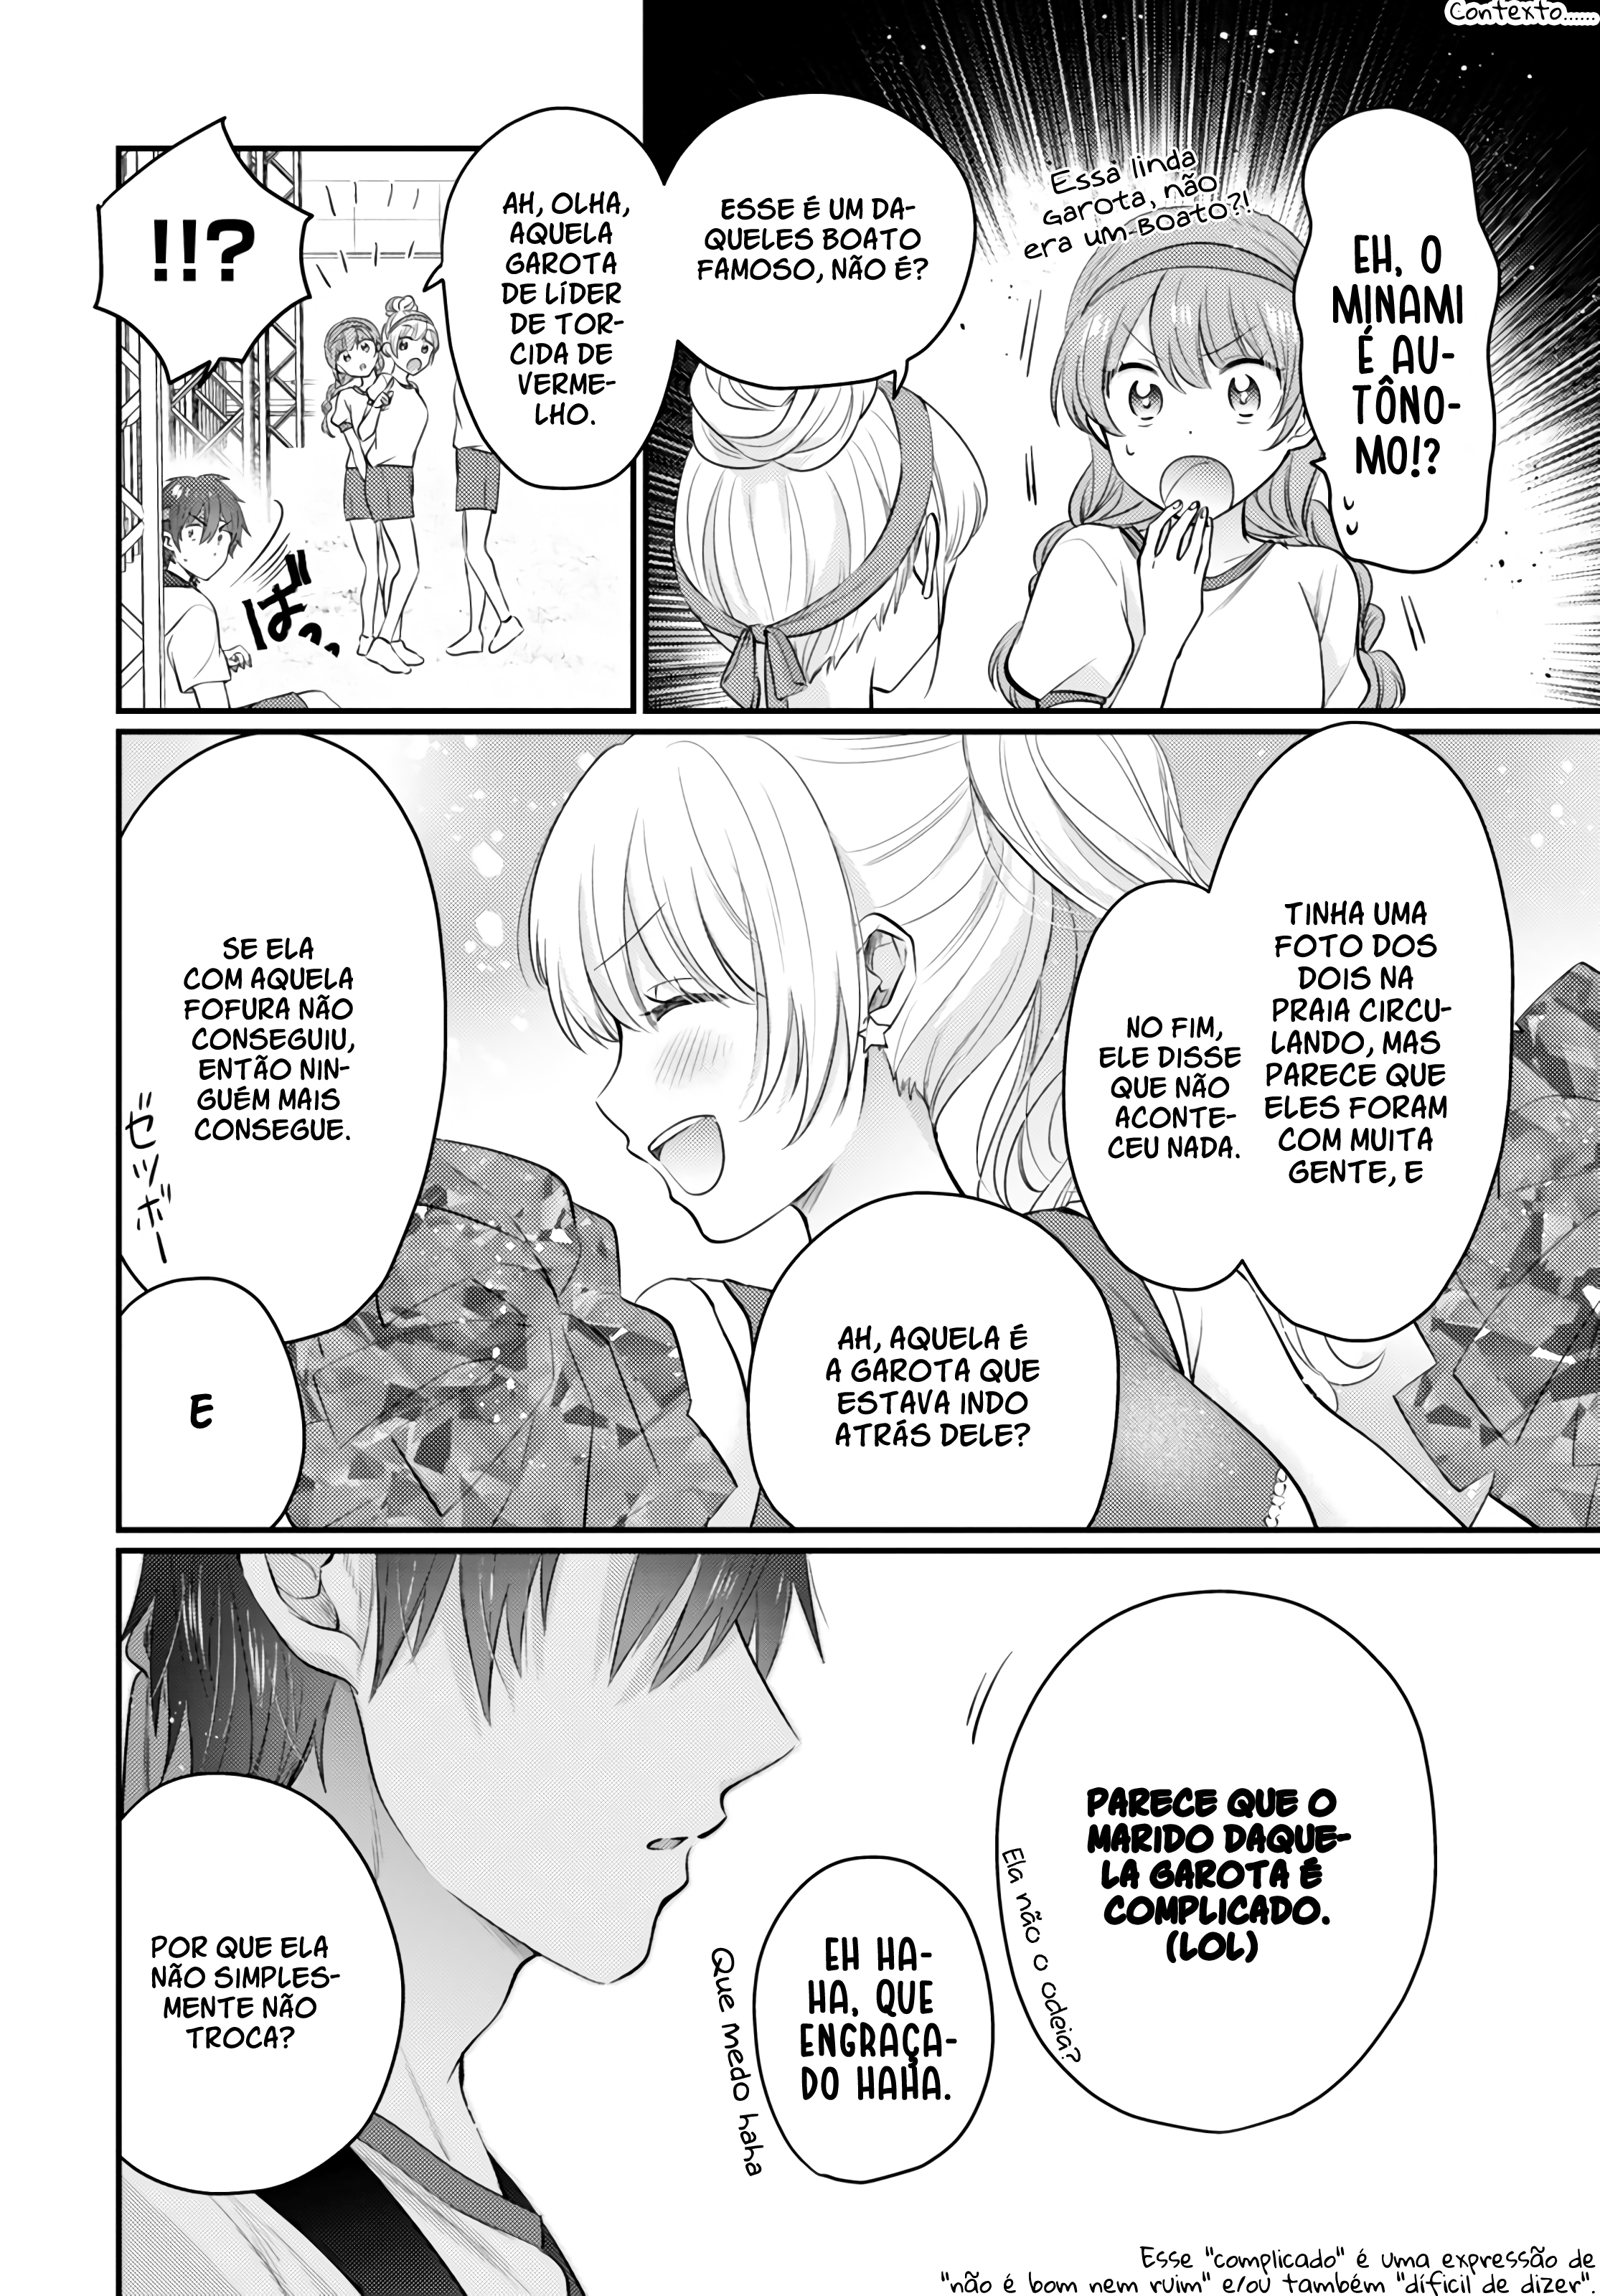 Contexto......
EH, O
MINAMI
É AU-
TÔNO-
MO!?
Essa linda
garota, não
era um boato?!
ESSE É UM DA-
QUELES BOATO
FAMOSO, NÃO É?
AH, OLHA,
AQUELA
GAROTA
DE LÍDER
DE TOR-
CIDA DE
VERME-
LHO.
!!?
ばっ
TINHA UMA
FOTO DOS
DOIS NA
PRAIA CIRCU-
LANDO, MAS
PARECE QUE
ELES FORAM
COM MUITA
GENTE, E
NO FIM,
ELE DISSE
QUE NÃO
ACONTE-
CEU NADA.
AH, AQUELA É
A GAROTA QUE
ESTAVA INDO
ATRÁS DELE?
SE ELA
COM AQUELA
FOFURA NÃO
CONSEGUIU,
ENTÃO NIN-
GUÉM MAIS
CONSEGUE.
ゼツボー
E
PARECE QUE O
MARIDO DAQUE-
LA GAROTA É
COMPLICADO.
(LOL)
Ela não o odeia?
EH HA-
HA, QUE
ENGRAÇA-
DO HAHA.
Que medo haha
POR QUE ELA
NÃO SIMPLES-
MENTE NÃO
TROCA?
Esse "complicado" é uma expressão de
"não é bom nem ruim" e/ou também "díficil de dizer".